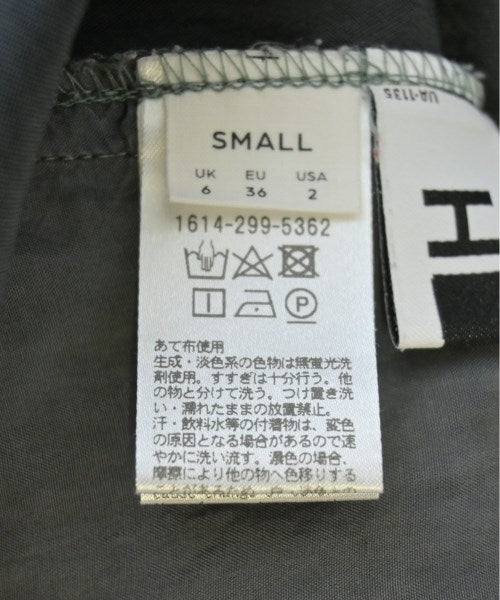 SMALL
UK EU USA
6 36 2
1614-299-5362
あて布使用
生成・淡色系の色物は無蛍光洗
剤使用。すすぎは十分行う。他
の物と分けて洗う。つけ置き洗
い・濡れたままの放置禁止。
汗・飲料水等の付着物は、変色
の原因となる場合があるので速
やかに洗い流す。濃色の場合、
摩擦により他の物へ色移りする
UA-1135
H